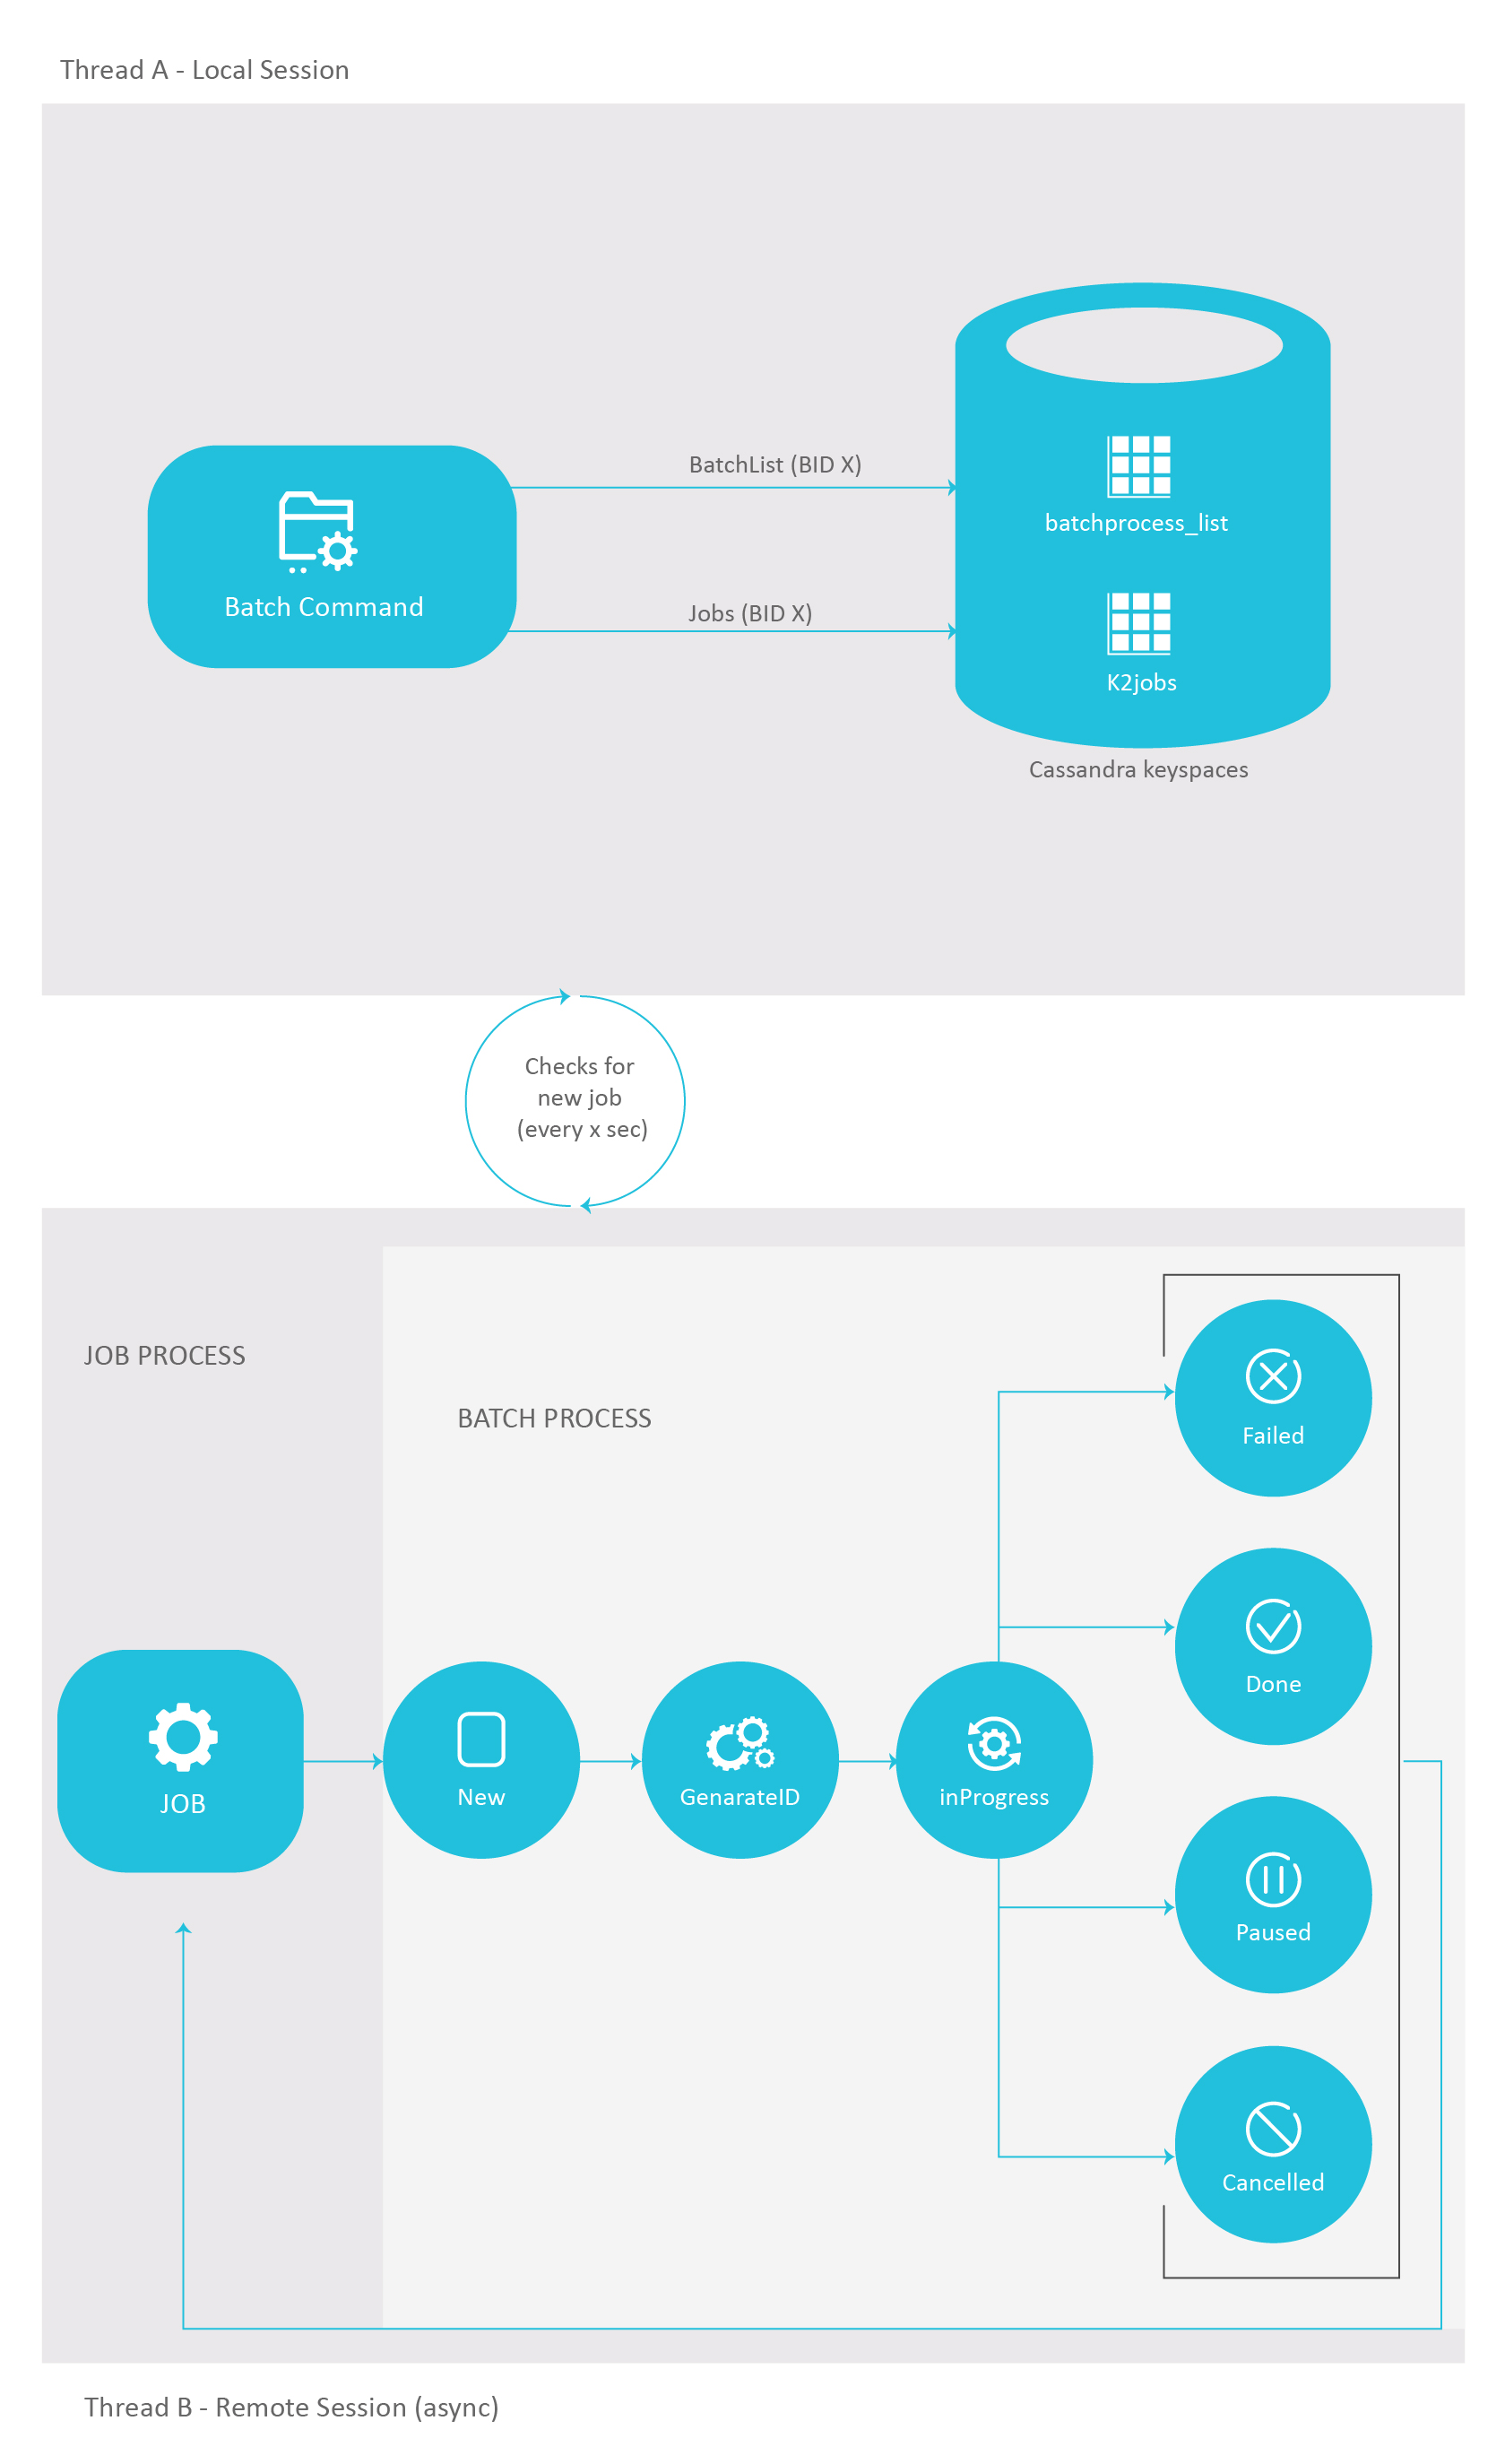 Thread A - Local Session
BatchList (BID X)
batchprocess_list
Batch Command
Jobs (BID X)
K2jobs
Cassandra keyspaces
Checks for
new job
(every x sec)
JOB PROCESS
BATCH PROCESS
Failed
Done
JOB
New
GenarateID
inProgress
Paused
Cancelled
Thread B - Remote Session (async)